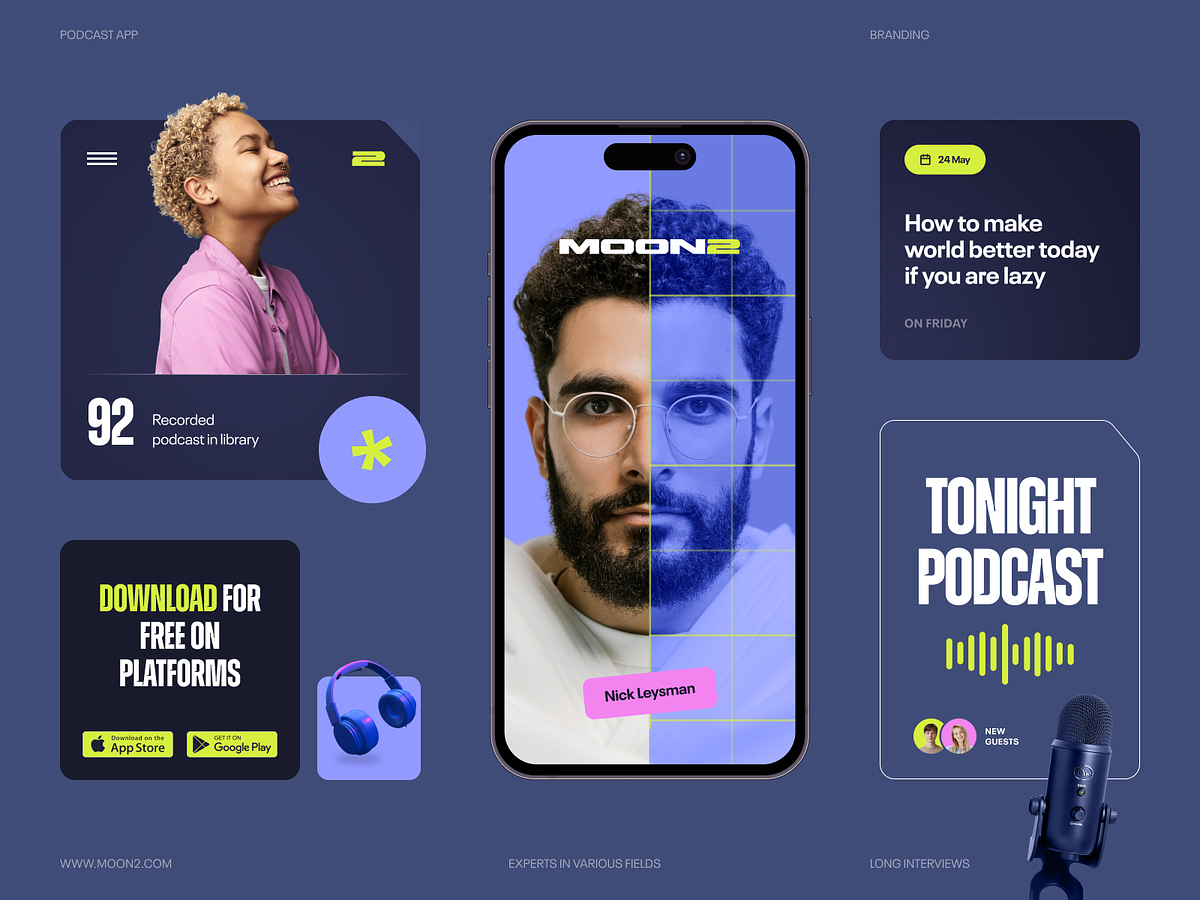 PODCAST APP
BRANDING
2
92
Recorded
podcast in library
DOWNLOAD FOR
FREE ON
PLATFORMS
Download on the
App Store
GET IT ON
Google Play
MOON2
Nick Leysman
24 May
How to make
world better today
if you are lazy
ON FRIDAY
TONIGHT
PODCAST
NEW
GUESTS
WWW.MOON2.COM
EXPERTS IN VARIOUS FIELDS
LONG INTERVIEWS